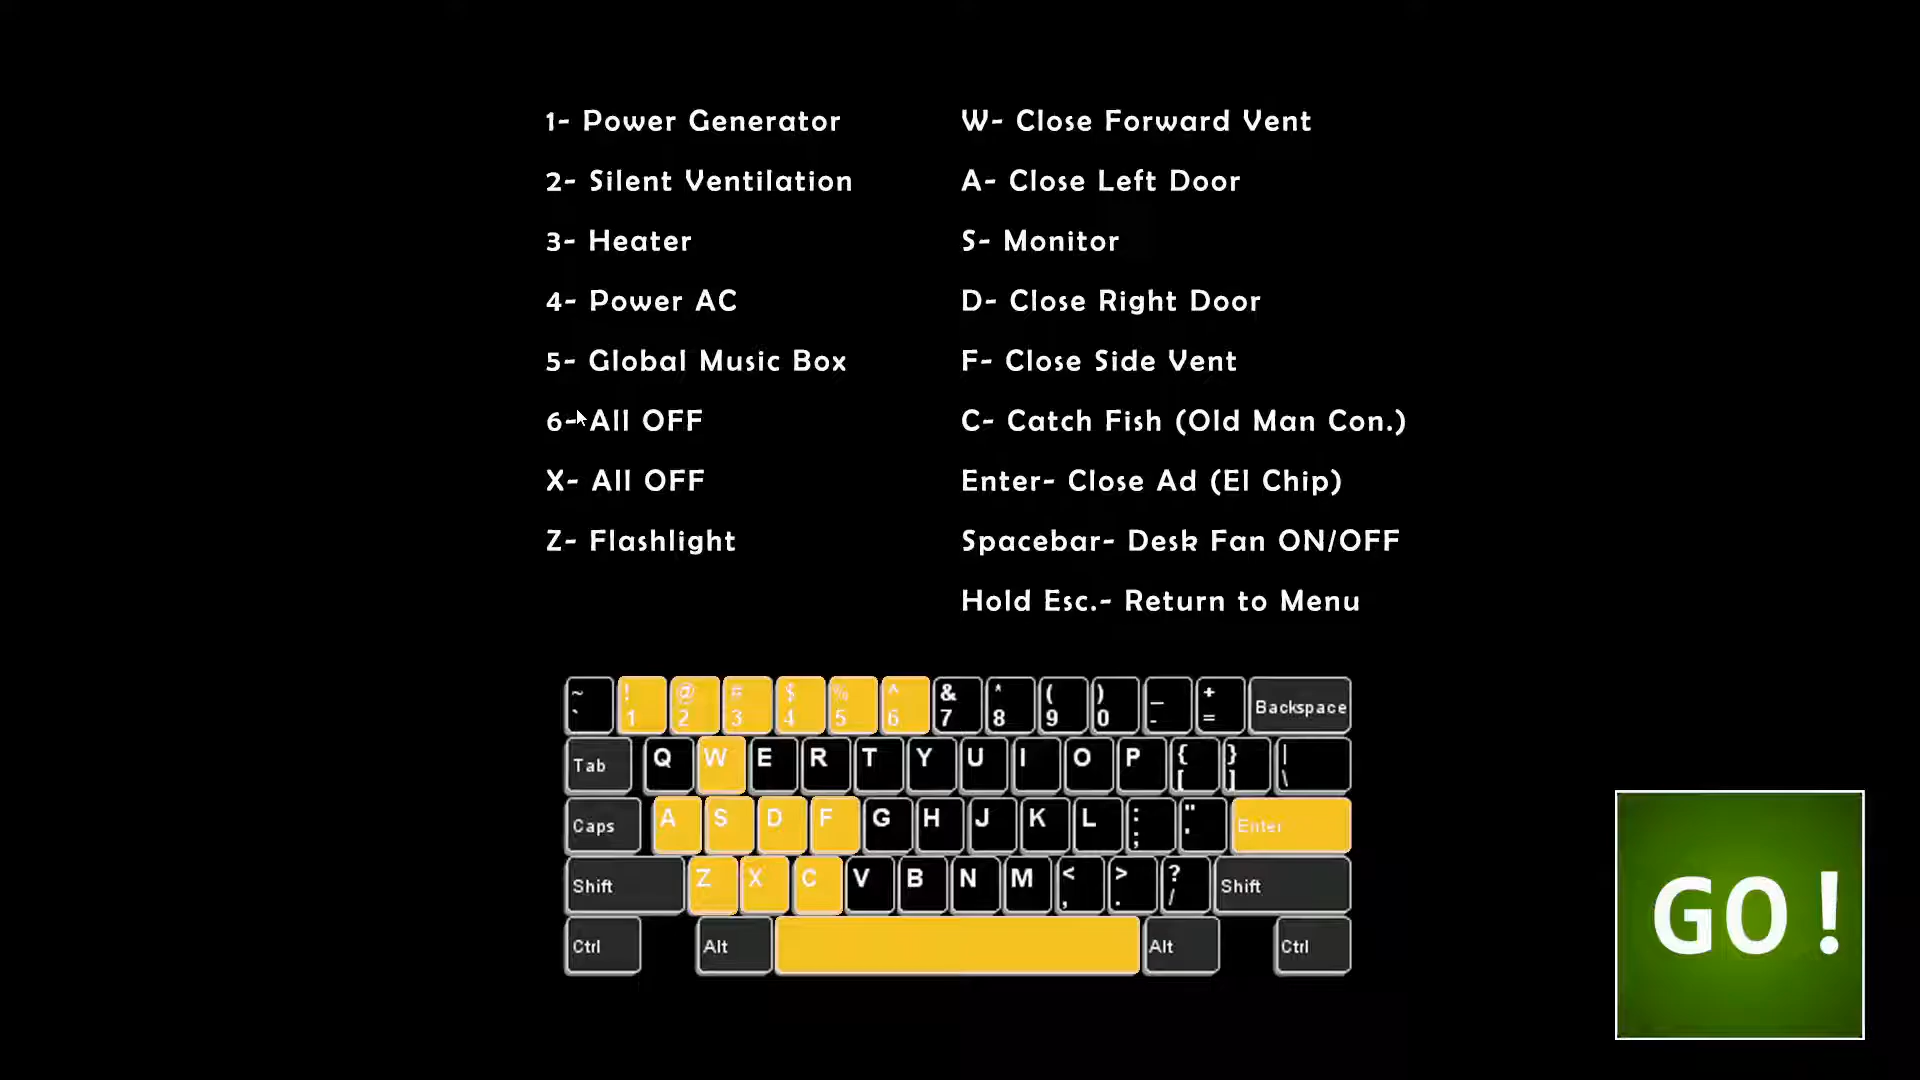 1- Power Generator
2- Silent Ventilation
3- Heater
4- Power AC
5- Global Music Box
6- All OFF
X- All OFF
Z- Flashlight
W- Close Forward Vent
A- Close Left Door
S- Monitor
D- Close Right Door
F- Close Side Vent
C- Catch Fish (Old Man Con.)
Enter- Close Ad (El Chip)
Spacebar- Desk Fan ON/OFF
Hold Esc.- Return to Menu
~ ! @ # $ % ^ & * ( ) _ +
` 1 2 3 4 5 6 7 8 9 0 - = Backspace
Tab Q W E R T Y U I O P { [ } ] | \
Caps A S D F G H J K L : ; " ' Enter
Shift Z X C V B N M < , > . ? / Shift
Ctrl Alt Alt Ctrl
GO!